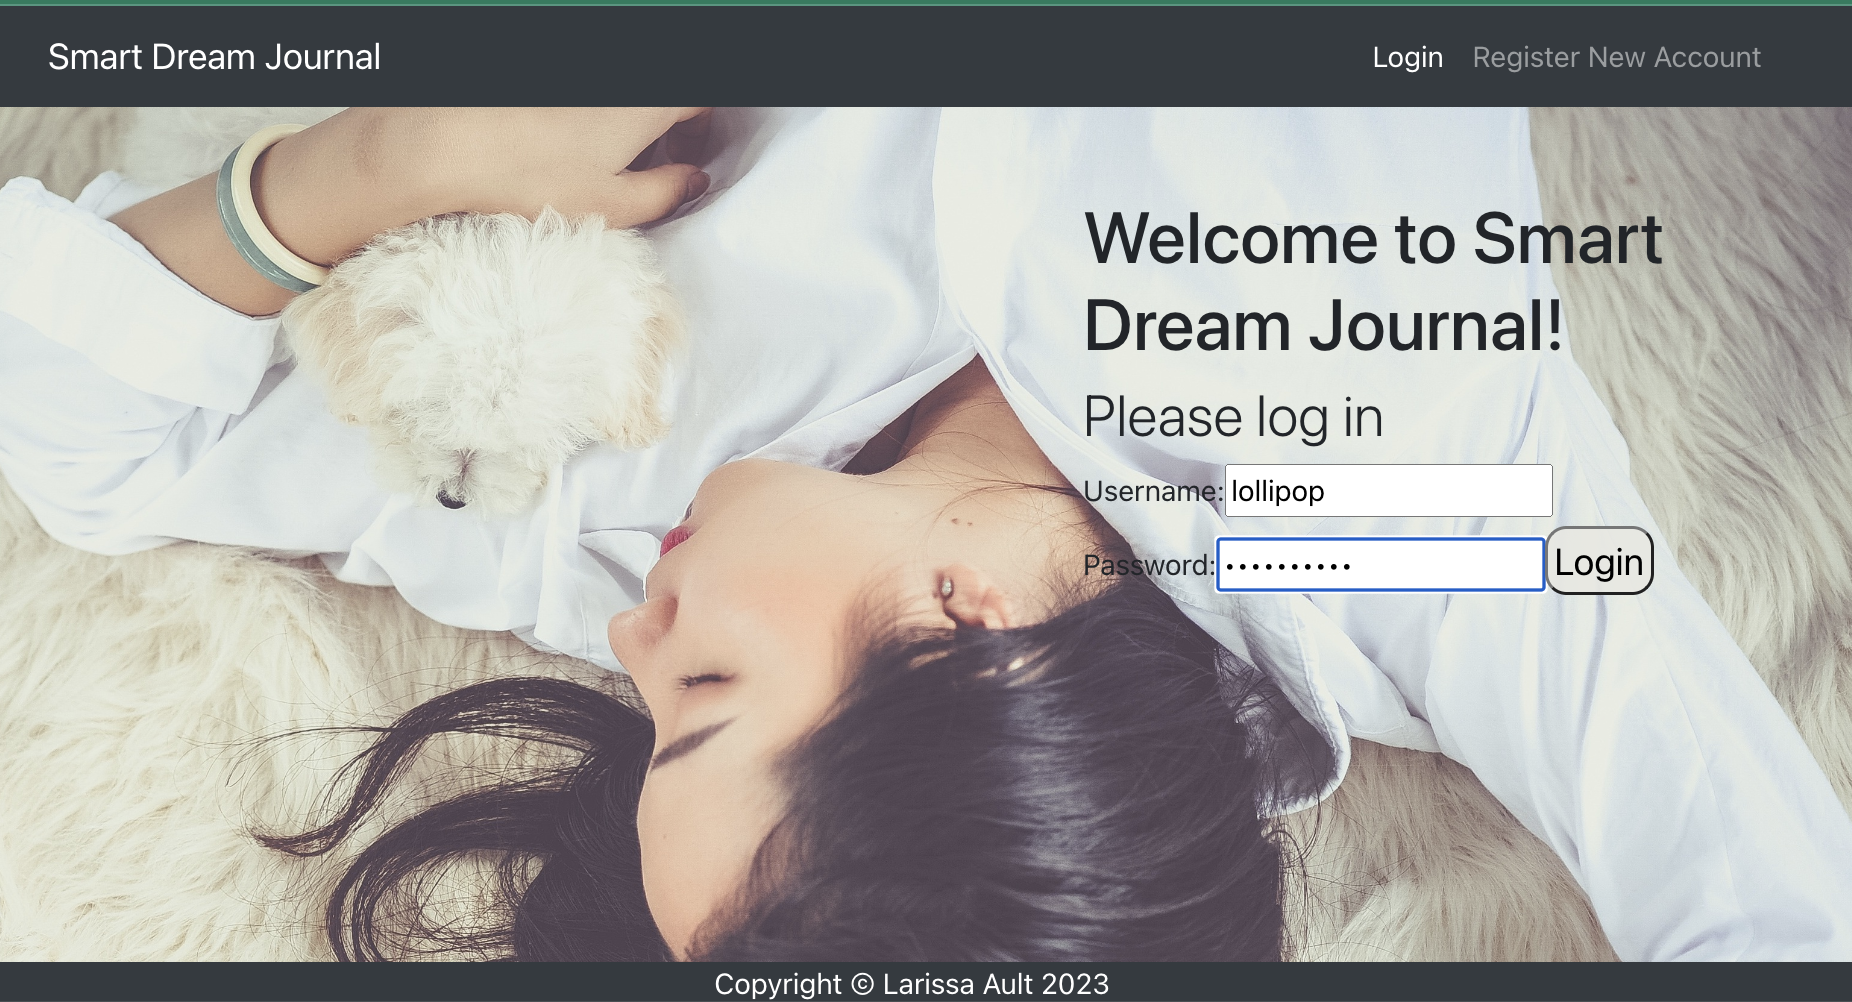 Smart Dream Journal
Login Register New Account
Welcome to Smart
Dream Journal!
Please log in
Username: lollipop
Password: •••••••••• Login
Copyright © Larissa Ault 2023